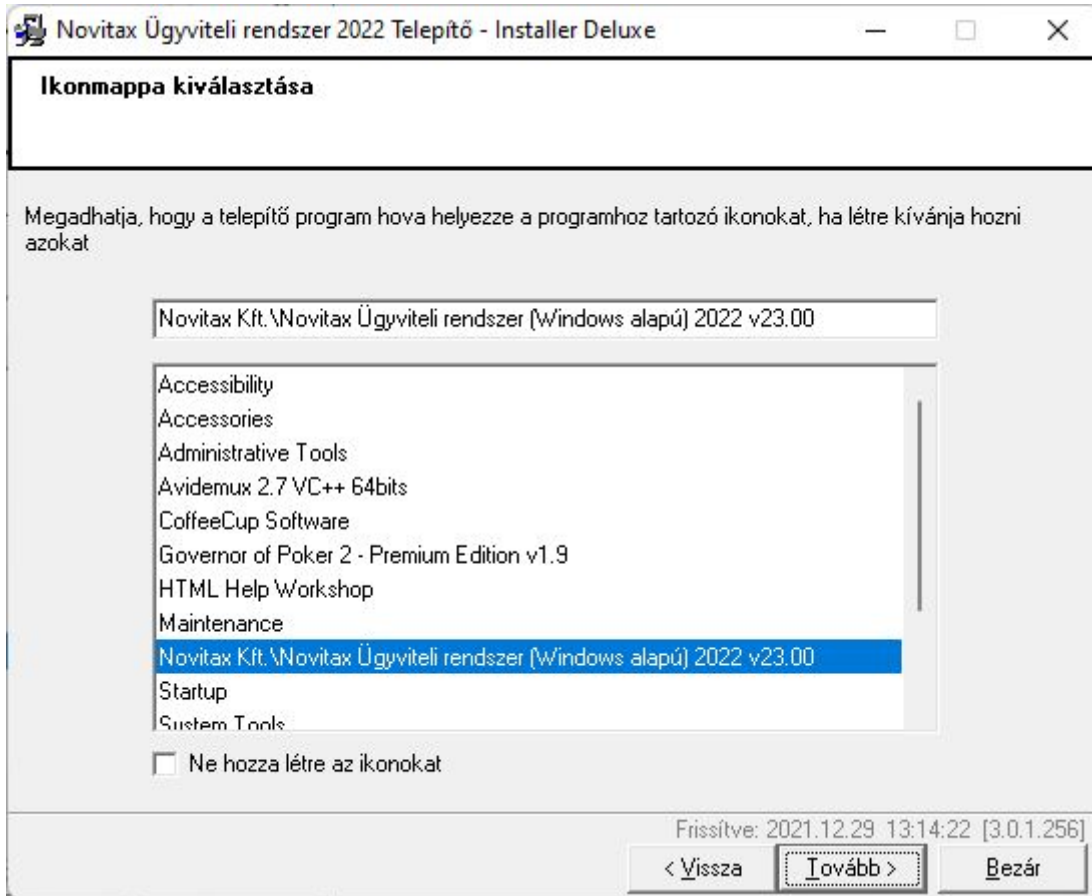 Novitax Ügyviteli rendszer 2022 Telepítő - Installer Deluxe
Ikonmappa kiválasztása
Megadhatja, hogy a telepítő program hova helyezze a programhoz tartozó ikonokat, ha létre kívánja hozni
azokat
Novitax Kft.\Novitax Ügyviteli rendszer (Windows alapú) 2022 v23.00
Accessibility
Accessories
Administrative Tools
Avidemux 2.7 VC++ 64bits
CoffeeCup Software
Governor of Poker 2 - Premium Edition v1.9
HTML Help Workshop
Maintenance
Novitax Kft.\Novitax Ügyviteli rendszer (Windows alapú) 2022 v23.00
Startup
System Tools
Ne hozza létre az ikonokat
Frissítve: 2021.12.29 13:14:22 [3.0.1.256]
< Vissza Tovább > Bezár